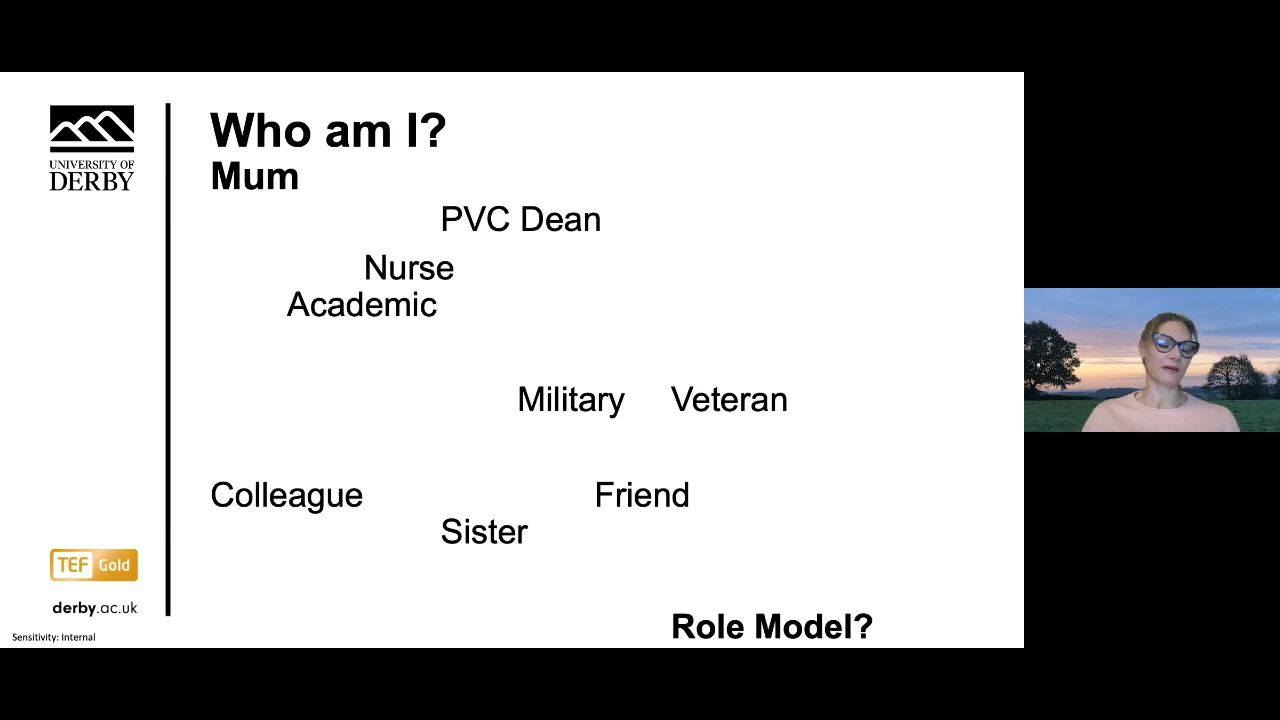 UNIVERSITY OF
DERBY
Who am I?
Mum
PVC Dean
Nurse
Academic
Military Veteran
Colleague Friend
Sister
Role Model?
TEF Gold
derby.ac.uk
Sensitivity: Internal